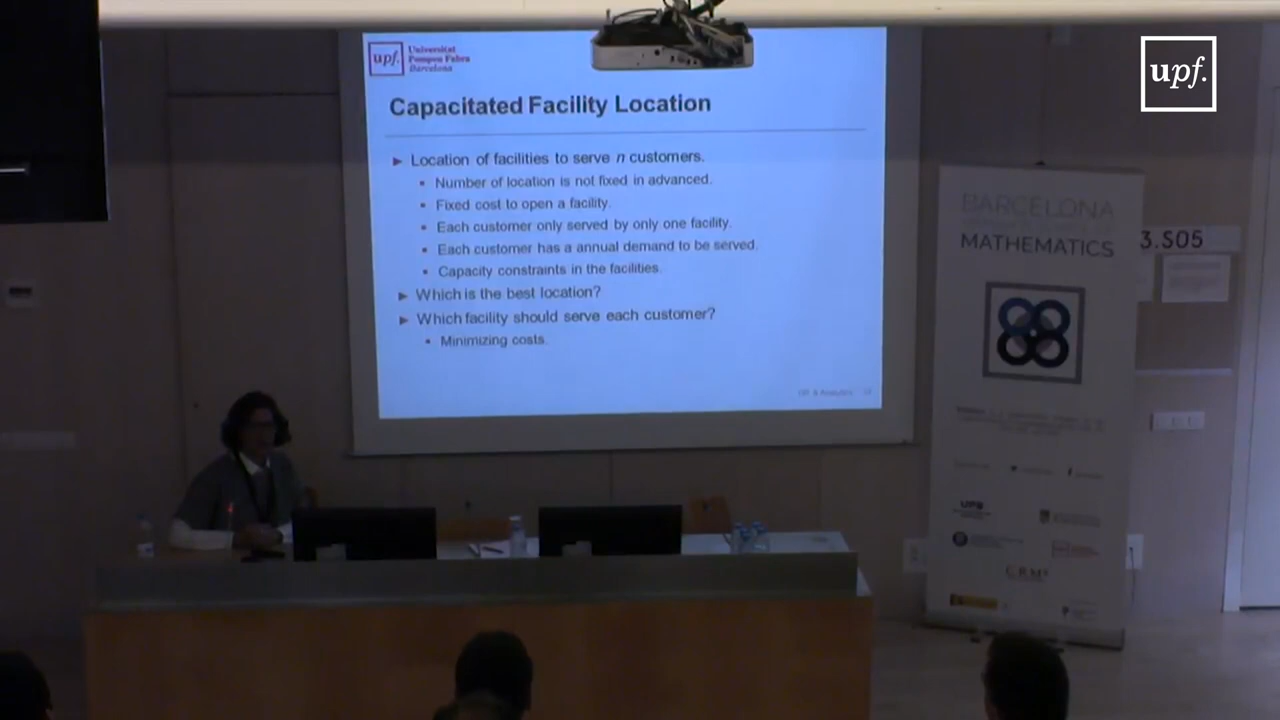 upf.
Universitat
Pompeu Fabra
Barcelona
upf.
Capacitated Facility Location
► Location of facilities to serve n customers.
▪ Number of location is not fixed in advanced.
▪ Fixed cost to open a facility.
▪ Each customer only served by only one facility.
▪ Each customer has a annual demand to be served.
▪ Capacity constraints in the facilities.
► Which is the best location?
► Which facility should serve each customer?
▪ Minimizing costs.
BARCELONA
MATHEMATICS
3.S05
UPB
CRM